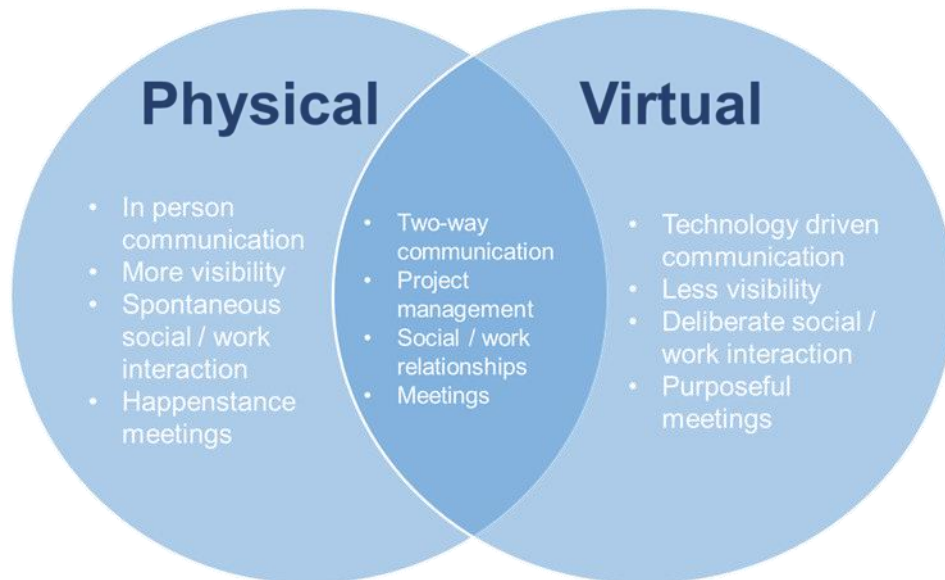 Physical
Virtual
• In person
communication
• More visibility
• Spontaneous
social / work
interaction
• Happenstance
meetings
• Two-way
communication
• Project
management
• Social / work
relationships
• Meetings
• Technology driven
communication
• Less visibility
• Deliberate social /
work interaction
• Purposeful
meetings